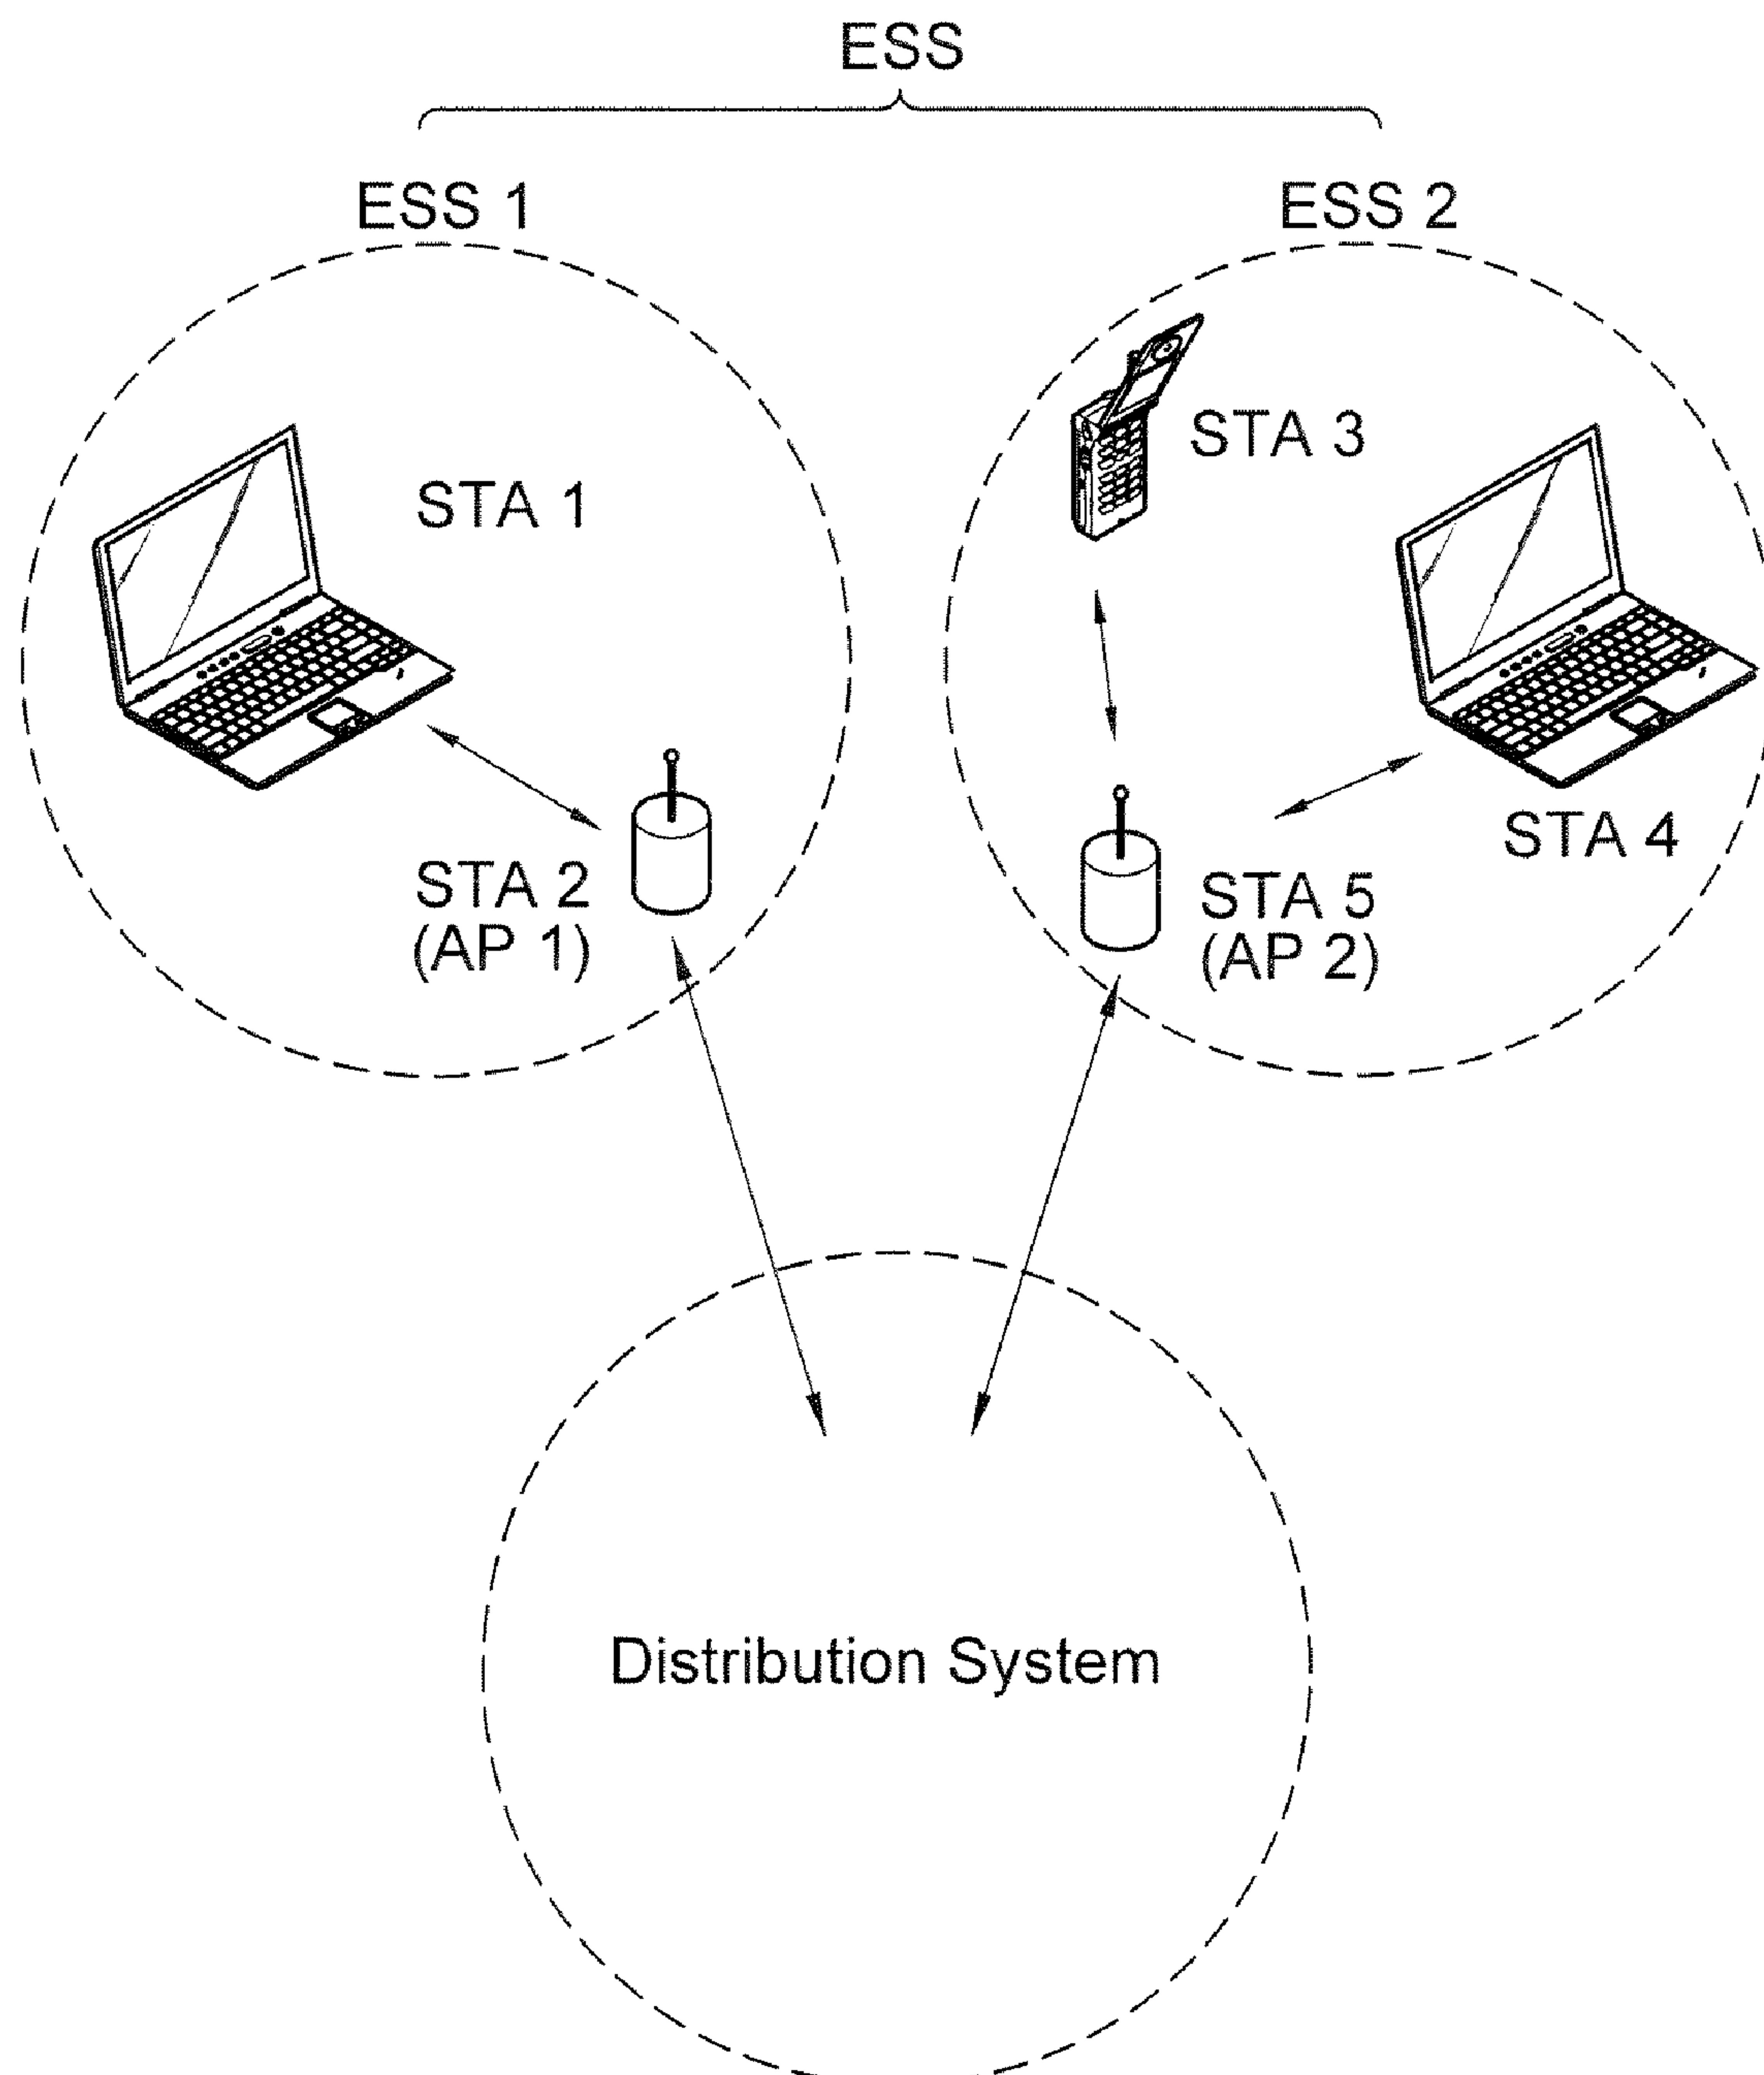 ESS
ESS 1
ESS 2
STA 1
STA 3
STA 2
(AP 1)
STA 4
STA 5
(AP 2)
Distribution System